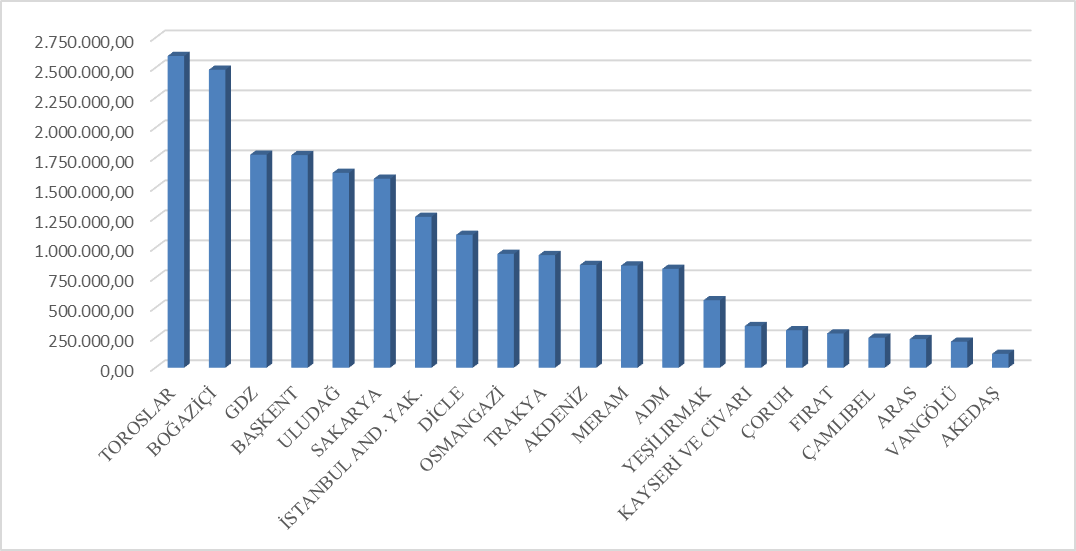 2.750.000,00
2.500.000,00
2.250.000,00
2.000.000,00
1.750.000,00
1.500.000,00
1.250.000,00
1.000.000,00
750.000,00
500.000,00
250.000,00
0,00
TOROSLAR
BOĞAZİÇİ
GDZ
BAŞKENT
ULUDAĞ
SAKARYA
İSTANBUL AND. YAK.
DİCLE
OSMANGAZİ
TRAKYA
AKDENİZ
MERAM
ADM
YEŞİLIRMAK
KAYSERİ VE CİVARI
ÇORUH
FIRAT
ÇAMLIBEL
ARAS
VANGÖLÜ
AKEDAŞ